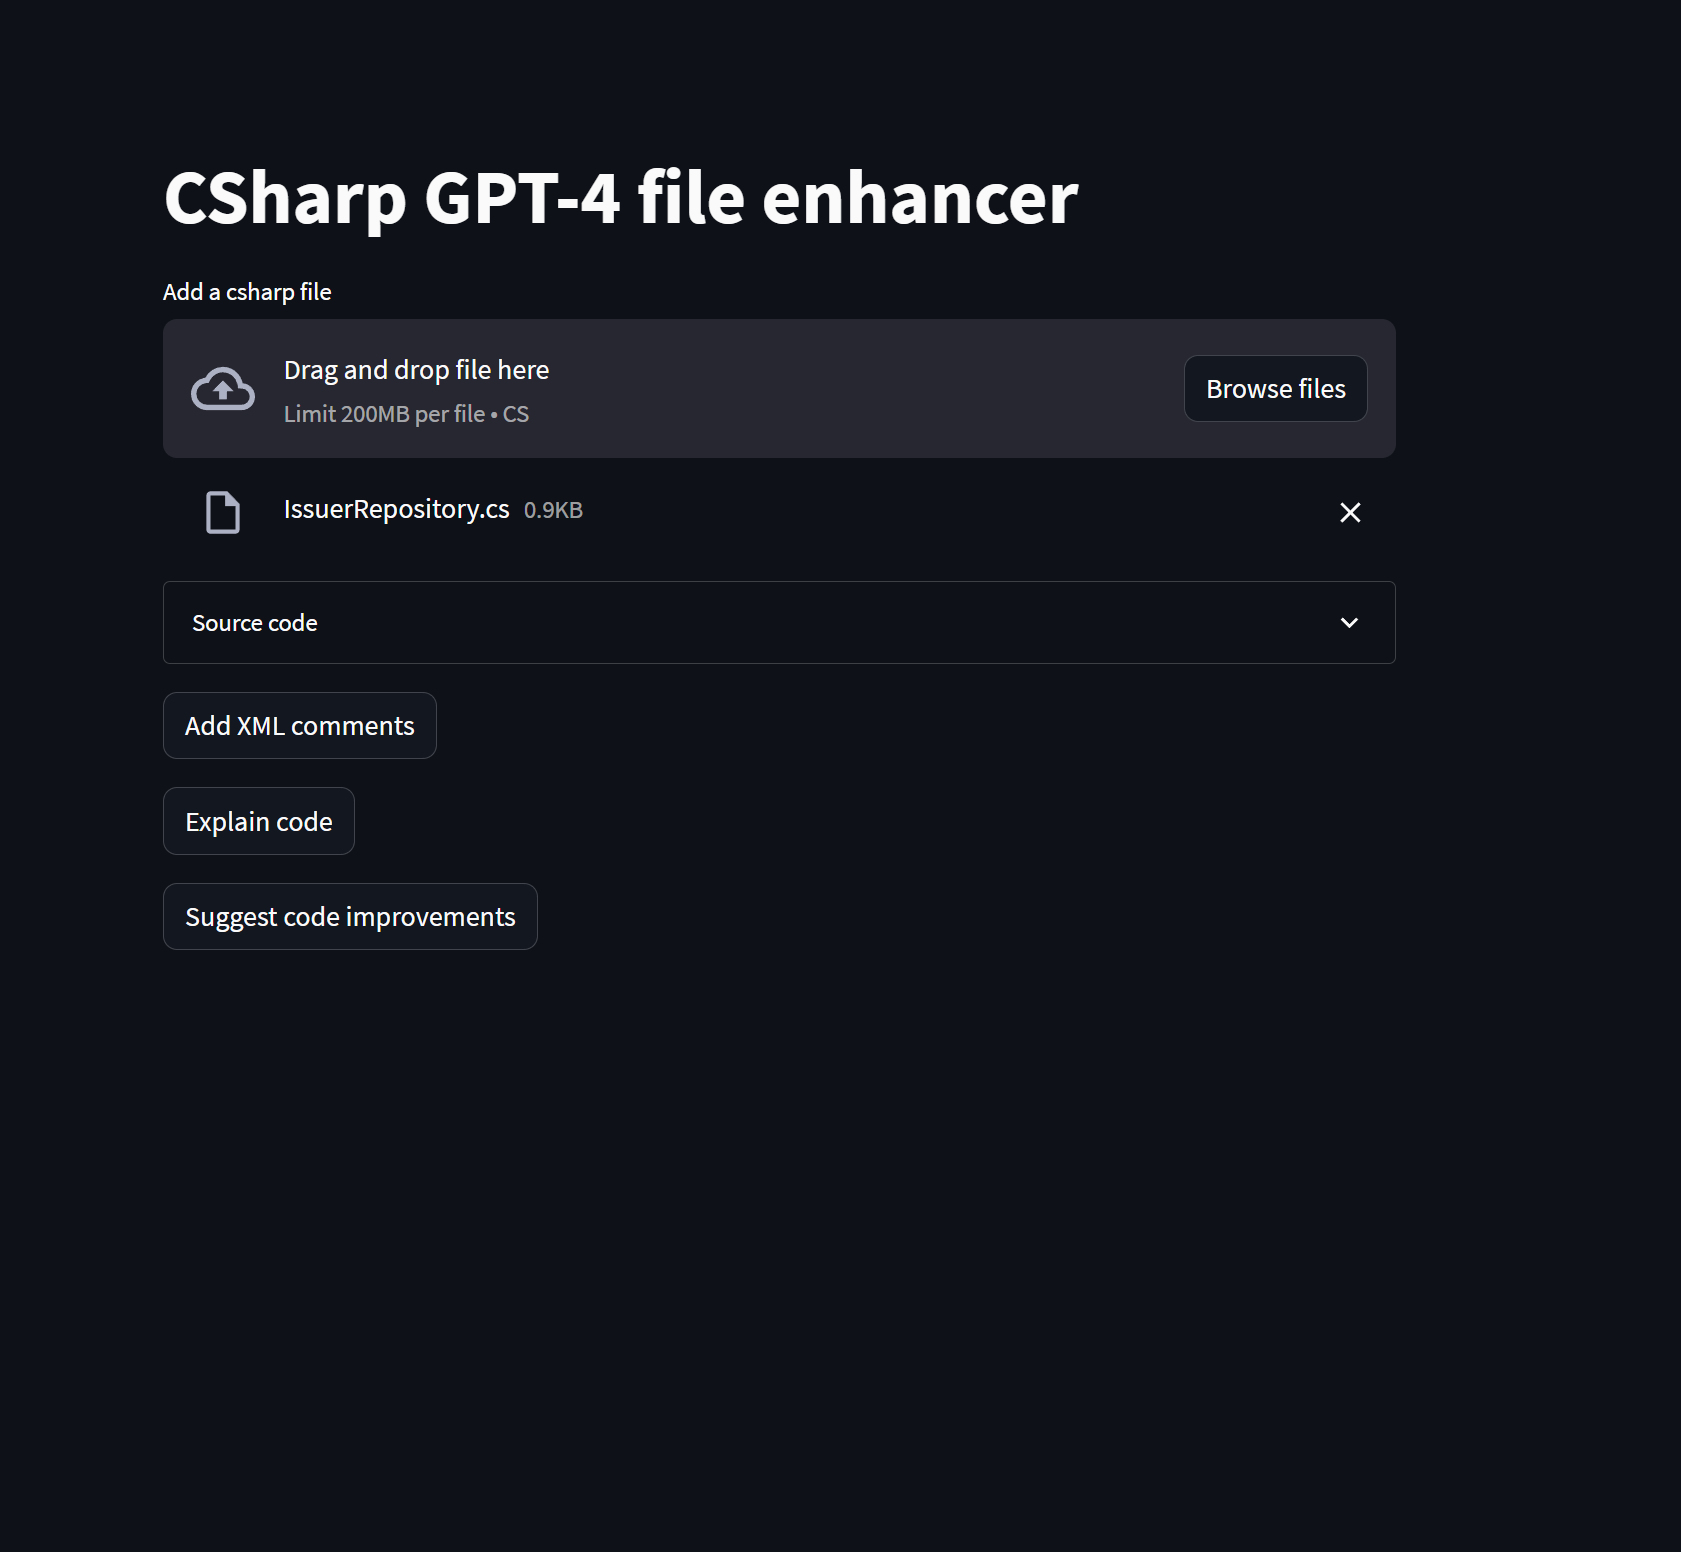 CSharp GPT-4 file enhancer
Add a csharp file
Drag and drop file here
Limit 200MB per file • CS
Browse files
IssuerRepository.cs 0.9KB
Source code
Add XML comments
Explain code
Suggest code improvements